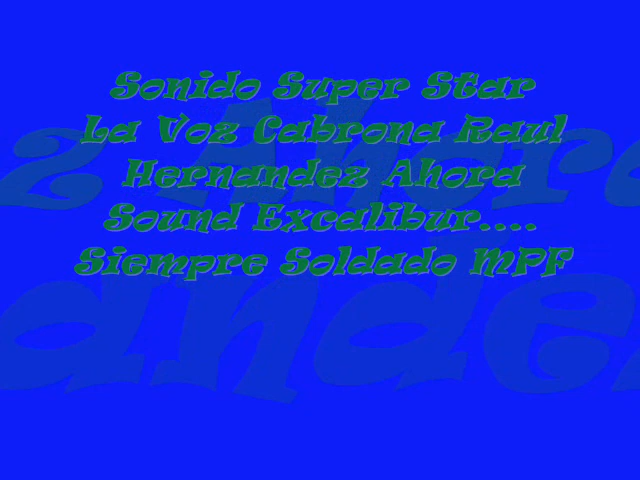 Sonido Super Star
La Voz Cabrona Raul
Hernandez Ahora
Sound Excalibur....
Siempre Soldado MPF